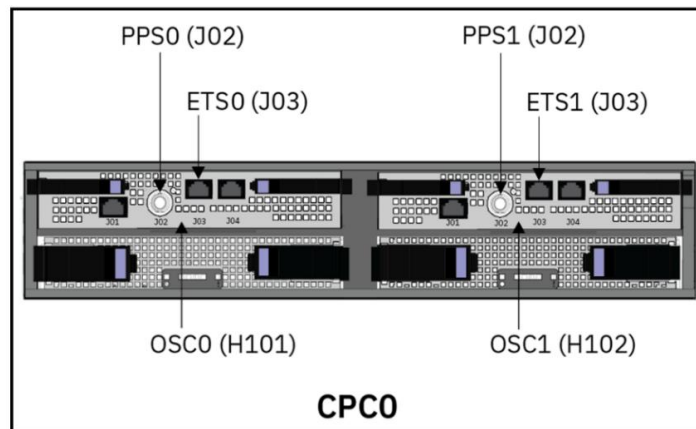 PPS0 (J02) PPS1 (J02)
ETS0 (J03) ETS1 (J03)
J01 J02 J03 J04 J01 J02 J03 J04
OSC0 (H101) OSC1 (H102)
CPC0